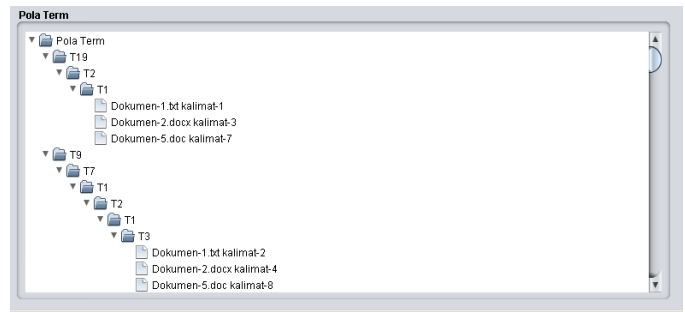 Pola Term
Pola Term
T19
T2
T1
Dokumen-1.txt kalimat-1
Dokumen-2.docx kalimat-3
Dokumen-5.doc kalimat-7
T9
T7
T1
T2
T1
T3
Dokumen-1.txt kalimat-2
Dokumen-2.docx kalimat-4
Dokumen-5.doc kalimat-8